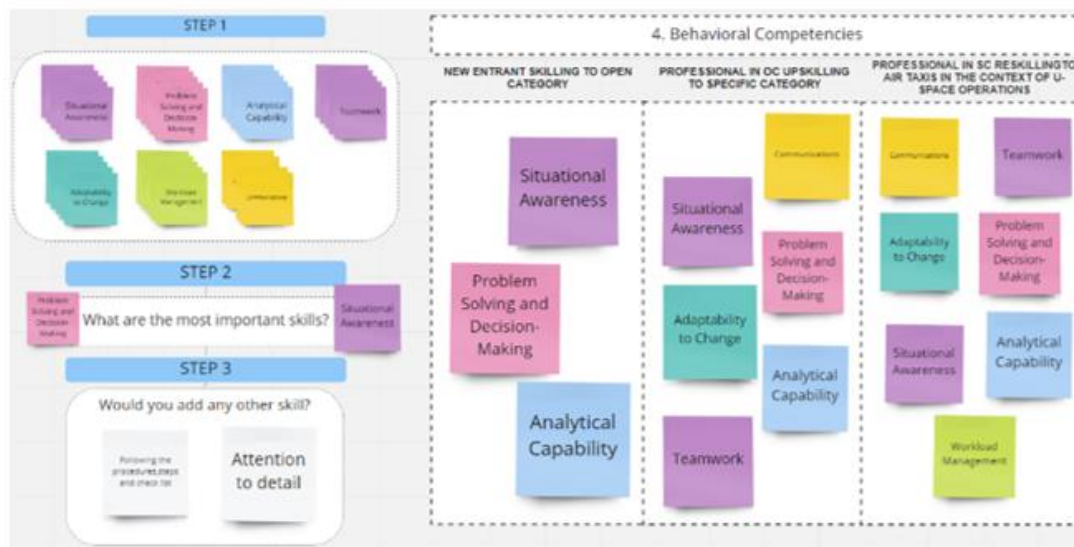 STEP 1
Situational
Awareness
Problem
Solving and
Decision-
Making
Analytical
Capability
Teamwork
Adaptability
to Change
Workload
Management
Communications
STEP 2
Problem
Solving and
Decision-
Making
What are the most important skills?
Situational
Awareness
STEP 3
Would you add any other skill?
Following the
procedures,steps
and check list
Attention
to detail
4. Behavioral Competencies
NEW ENTRANT SKILLING TO OPEN
CATEGORY
Situational
Awareness
Problem
Solving and
Decision-
Making
Analytical
Capability
PROFESSIONAL IN OC UPSKILLING
TO SPECIFIC CATEGORY
Communications
Situational
Awareness
Problem
Solving and
Decision-
Making
Adaptability
to Change
Analytical
Capability
Teamwork
PROFESSIONAL IN SC RESKILLING TO
AIR TAXIS IN THE CONTEXT OF U-
SPACE OPERATIONS
Communications
Teamwork
Adaptability
to Change
Problem
Solving and
Decision-
Making
Situational
Awareness
Analytical
Capability
Workload
Management